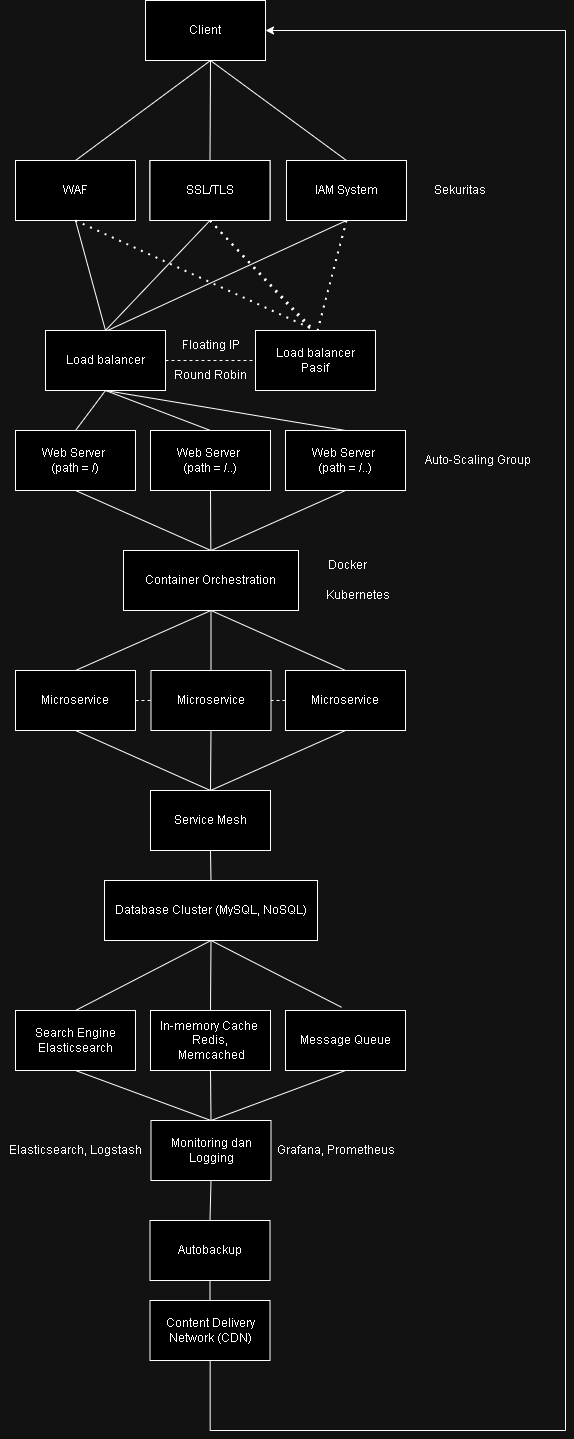 Client
WAF
SSL/TLS
IAM System
Sekuritas
Load balancer
Floating IP
Round Robin
Load balancer
Pasif
Web Server
(path = /)
Web Server
(path = /..)
Web Server
(path = /..)
Auto-Scaling Group
Container Orchestration
Docker
Kubernetes
Microservice
Microservice
Microservice
Service Mesh
Database Cluster (MySQL, NoSQL)
Search Engine
Elasticsearch
In-memory Cache
Redis,
Memcached
Message Queue
Elasticsearch, Logstash
Monitoring dan
Logging
Grafana, Prometheus
Autobackup
Content Delivery
Network (CDN)